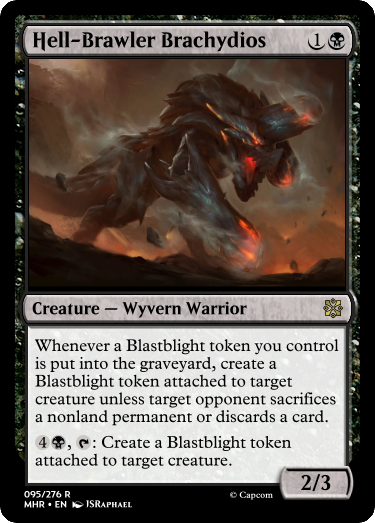 Hell-Brawler Brachydios 1
Creature — Wyvern Warrior
Whenever a Blastblight token you control
is put into the graveyard, create a
Blastblight token attached to target
creature unless target opponent sacrifices
a nonland permanent or discards a card.
4, : Create a Blastblight token
attached to target creature.
2/3
095/276 R
MHR • EN JSRaphael
© Capcom